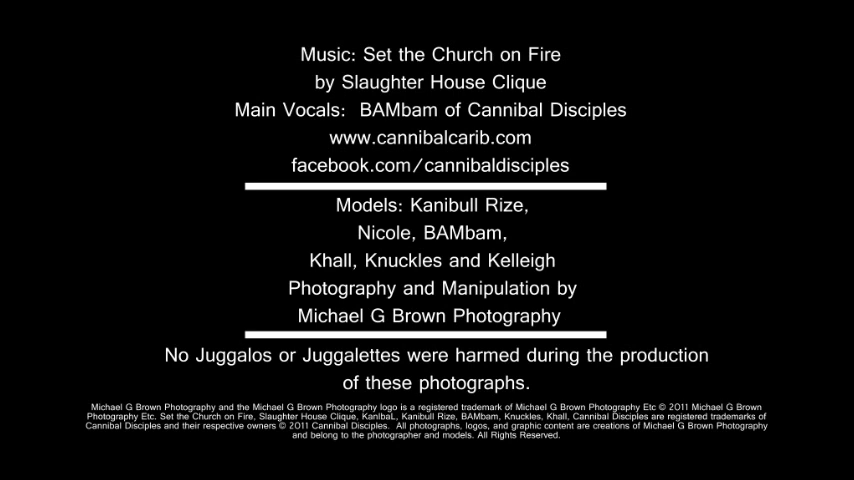 Music: Set the Church on Fire
by Slaughter House Clique
Main Vocals:  BAMbam of Cannibal Disciples
www.cannibalcarib.com
facebook.com/cannibaldisciples
Models: Kanibull Rize,
Nicole, BAMbam,
Khall, Knuckles and Kelleigh
Photography and Manipulation by
Michael G Brown Photography
No Juggalos or Juggalettes were harmed during the production
of these photographs.
Michael G Brown Photography and the Michael G Brown Photography logo is a registered trademark of Michael G Brown Photography Etc © 2011 Michael G Brown
Photography Etc. Set the Church on Fire, Slaughter House Clique, KanIbaL, Kanibull Rize, BAMbam, Knuckles, Khall, Cannibal Disciples are registered trademarks of
Cannibal Disciples and their respective owners © 2011 Cannibal Disciples.  All photographs, logos, and graphic content are creations of Michael G Brown Photography
and belong to the photographer and models. All Rights Reserved.